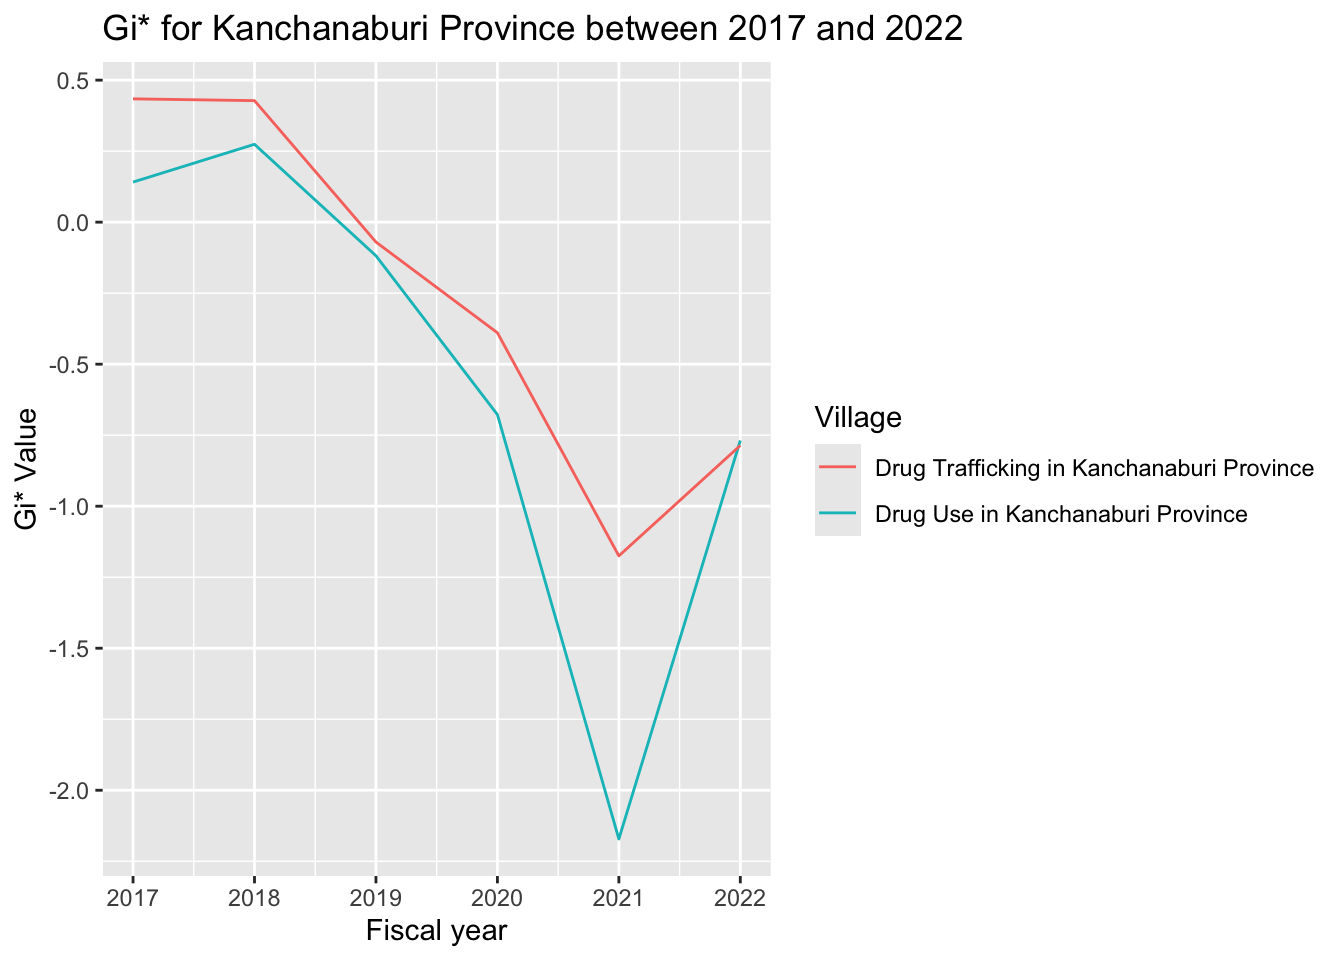 Gi* for Kanchanaburi Province between 2017 and 2022
0.5
0.0
-0.5
-1.0
-1.5
-2.0
Gi* Value
2017 2018 2019 2020 2021 2022
Fiscal year
Village
Drug Trafficking in Kanchanaburi Province
Drug Use in Kanchanaburi Province